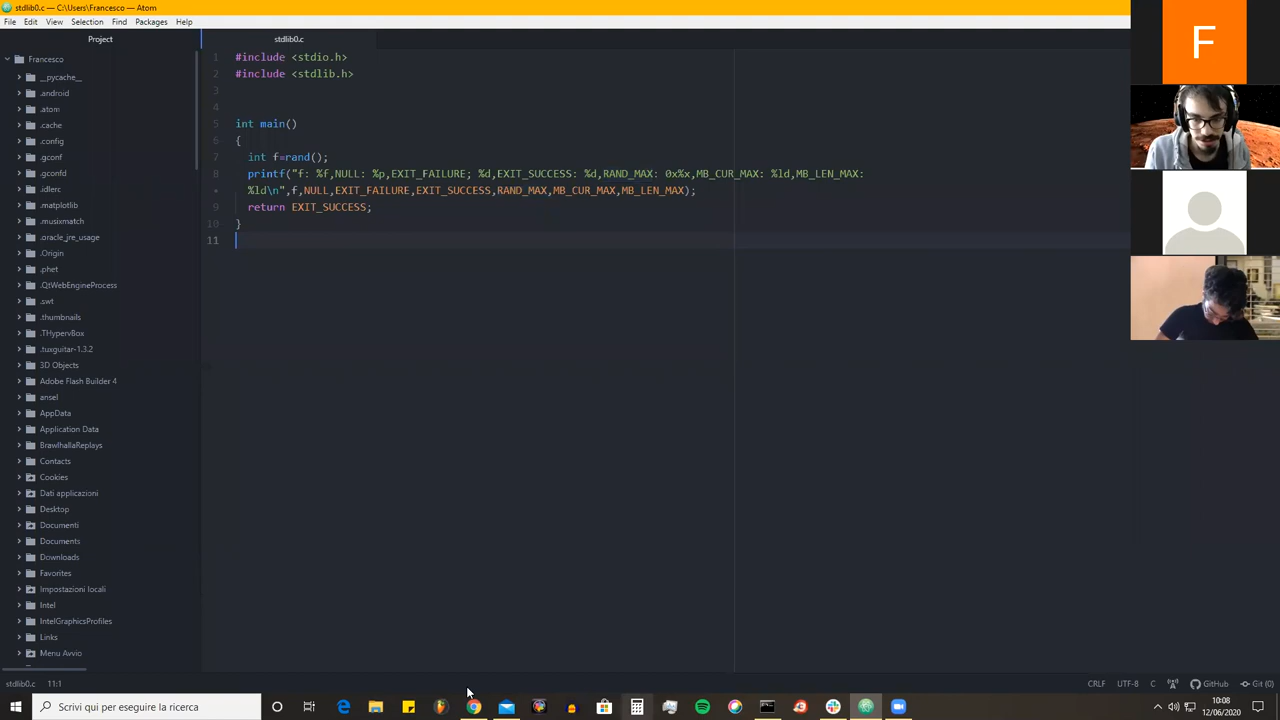 stdlib0.c — C:\Users\Francesco — Atom
File Edit View Selection Find Packages Help
Project
stdlib0.c
Francesco
__pycache__
.android
.atom
.cache
.config
.gconf
.gconfd
.idlerc
.matplotlib
.musixmatch
.oracle_jre_usage
.Origin
.phet
.QtWebEngineProcess
.swt
.thumbnails
.THypervBox
.tuxguitar-1.3.2
3D Objects
Adobe Flash Builder 4
ansel
AppData
Application Data
BrawlhallaReplays
Contacts
Cookies
Dati applicazioni
Desktop
Documenti
Documents
Downloads
Favorites
Impostazioni locali
Intel
IntelGraphicsProfiles
Links
Menu Avvio
1 #include <stdio.h>
2 #include <stdlib.h>
3
4
5 int main()
6 {
7 int f=rand();
8 printf("f: %f,NULL: %p,EXIT_FAILURE; %d,EXIT_SUCCESS: %d,RAND_MAX: 0x%x,MB_CUR_MAX: %ld,MB_LEN_MAX:
• %ld\n",f,NULL,EXIT_FAILURE,EXIT_SUCCESS,RAND_MAX,MB_CUR_MAX,MB_LEN_MAX);
9 return EXIT_SUCCESS;
10 }
11
F
stdlib0.c 11:1
CRLF UTF-8 C GitHub Git (0)
Scrivi qui per eseguire la ricerca
10:08
12/06/2020